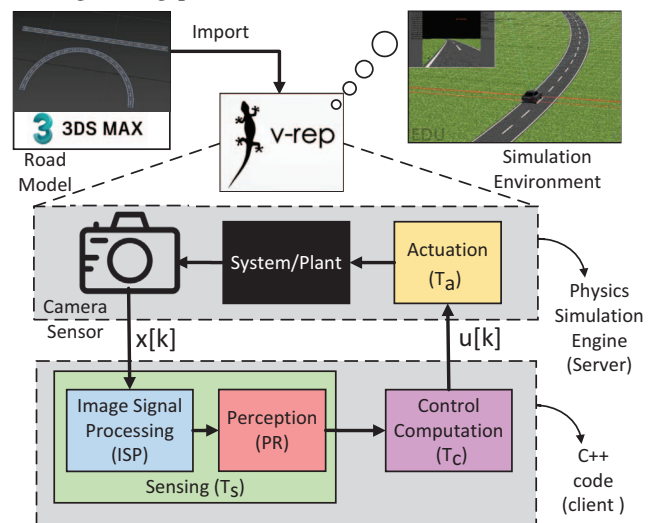 Import
3DS MAX
Road
Model
v-rep
EDU
Simulation
Environment
Camera
Sensor
System/Plant
Actuation
(Ta)
Physics
Simulation
Engine
(Server)
x[k]
u[k]
Image Signal
Processing
(ISP)
Perception
(PR)
Sensing (Ts)
Control
Computation
(Tc)
C++
code
(client )